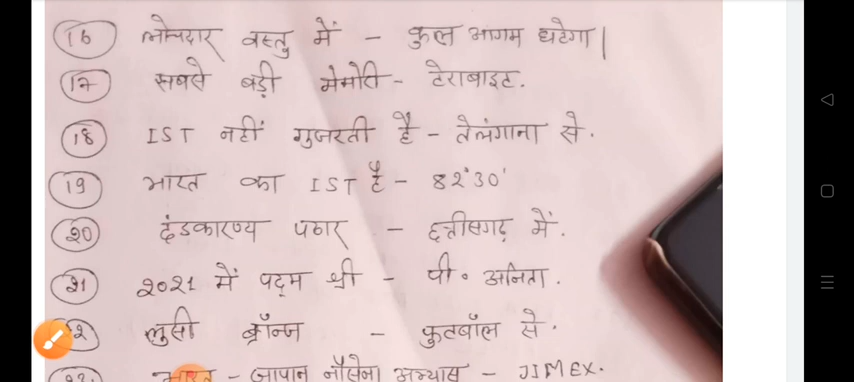 16 लोचदार वस्तु में - कुल आगम घटेगा|
17 सबसे बड़ी मेमोरी - टेराबाइट.
18 IST नहीं गुजरती है - तेलंगाना से.
19 भारत का IST है - 82°30'
20 दंडकारण्य पठार - छत्तीसगढ़ में.
21 2021 में पद्म श्री - पी. अनिता.
लुसी ब्रॉन्ज - फुटबॉल से.
भारत - जापान नौसेना अभ्यास - JIMEX.